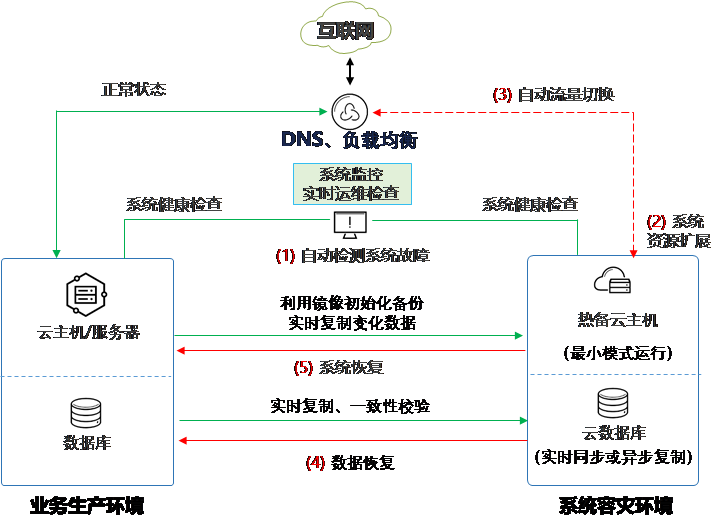 互联网
正常状态
(3) 自动流量切换
DNS、负载均衡
系统监控
实时运维检查
系统健康检查
系统健康检查
(2) 系统
资源扩展
(1) 自动检测系统故障
利用镜像初始化备份
实时复制变化数据
云主机/服务器
热备云主机
(最小模式运行)
(5) 系统恢复
实时复制、一致性校验
数据库
云数据库
(实时同步或异步复制)
(4) 数据恢复
业务生产环境
系统容灾环境